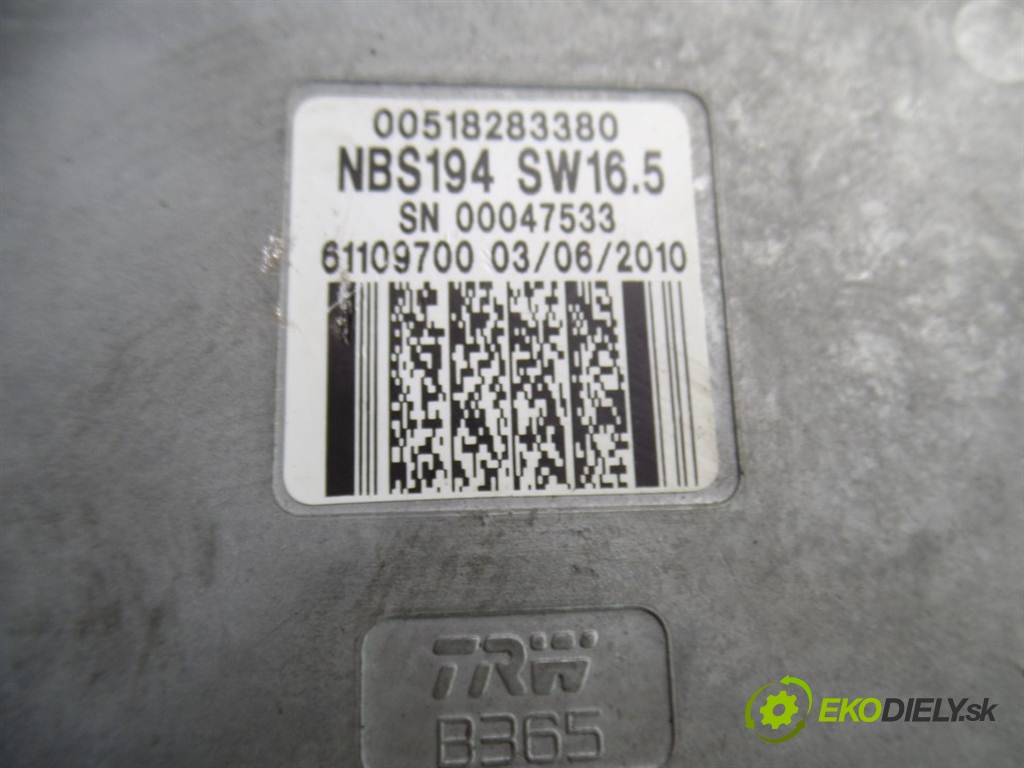 00518283380
NBS194 SW16.5
SN 00047533
61109700 03/06/2010
TRW
B365
EKODIELY.sk